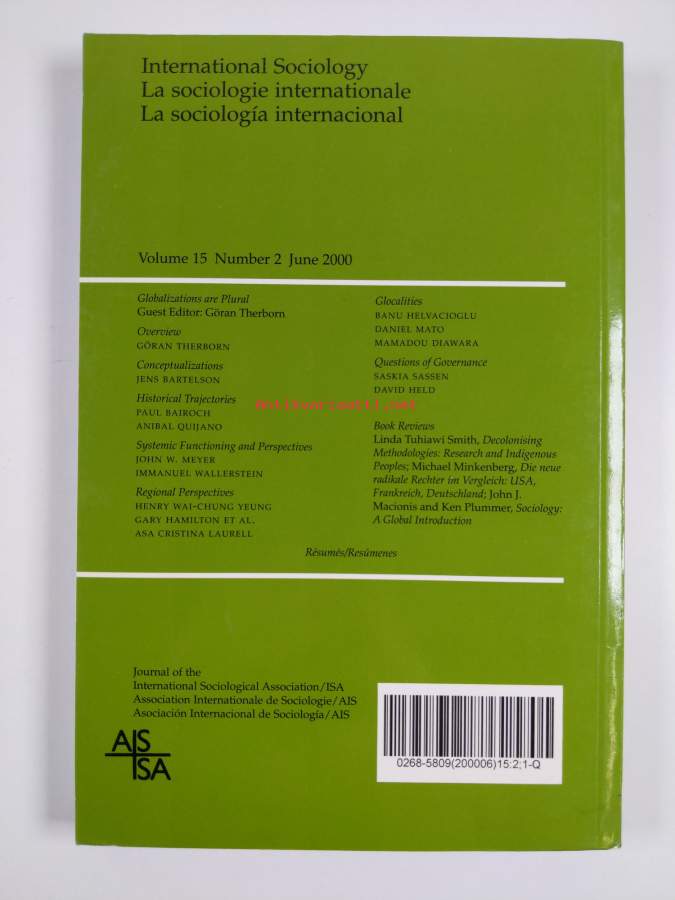 International Sociology
La sociologie internationale
La sociología internacional
Volume 15 Number 2 June 2000
Globalizations are Plural
Guest Editor: Göran Therborn
Overview
GÖRAN THERBORN
Conceptualizations
JENS BARTELSON
Historical Trajectories
PAUL BAIROCH
ANIBAL QUIJANO
Systemic Functioning and Perspectives
JOHN W. MEYER
IMMANUEL WALLERSTEIN
Regional Perspectives
HENRY WAI-CHUNG YEUNG
GARY HAMILTON ET AL.
ASA CRISTINA LAURELL
Glocalities
BANU HELVACIOGLU
DANIEL MATO
MAMADOU DIAWARA
Questions of Governance
SASKIA SASSEN
DAVID HELD
Book Reviews
Linda Tuhiawi Smith, Decolonising
Methodologies: Research and Indigenous
Peoples; Michael Minkenberg, Die neue
radikale Rechter im Vergleich: USA,
Frankreich, Deutschland; John J.
Macionis and Ken Plummer, Sociology:
A Global Introduction
Résumés/Resúmenes
Journal of the
International Sociological Association/ISA
Association Internationale de Sociologie/AIS
Asociación Internacional de Sociología/AIS
AIS
ISA
0268-5809(200006)15:2;1-Q